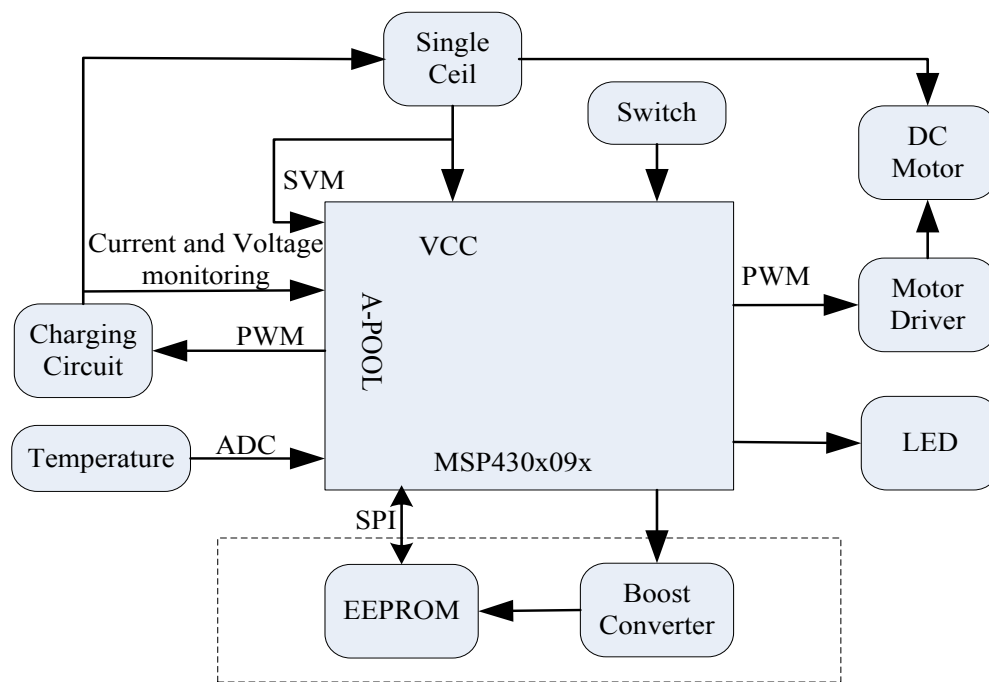 Single
Ceil
Switch
DC
Motor
SVM
VCC
Current and Voltage
monitoring
A-POOL
PWM
Motor
Driver
Charging
Circuit
PWM
Temperature
ADC
LED
MSP430x09x
SPI
EEPROM
Boost
Converter